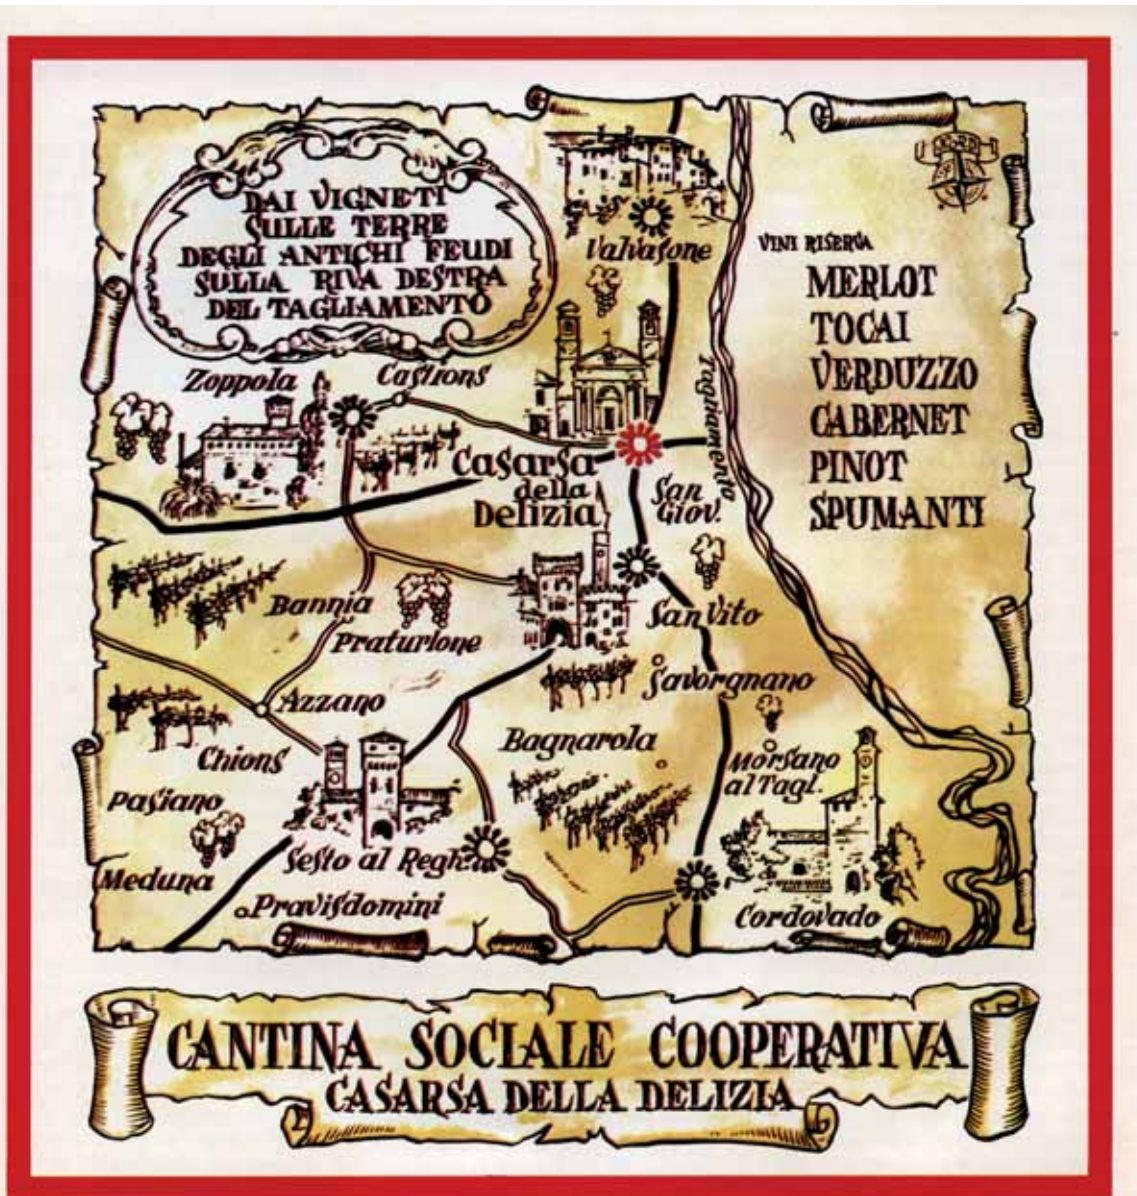 DAI VIGNETI
SULLE TERRE
DEGLI ANTICHI FEUDI
SULLA RIVA DESTRA
DEL TAGLIAMENTO
Valvasone
VINI RISERVA
MERLOT
TOCAI
VERDUZZO
CABERNET
PINOT
SPUMANTI
Zoppola
Castions
Tagliamento
Casarsa
della
Delizia
San
Giov.
Bannia
Praturlone
San Vito
Savorgnano
Azzano
Bagnarola
Chions
Morsano
al Tagl.
Pasiano
Sesto al Regh.
Meduna
Pravisdomini
Cordovado
CANTINA SOCIALE COOPERATIVA
CASARSA DELLA DELIZIA